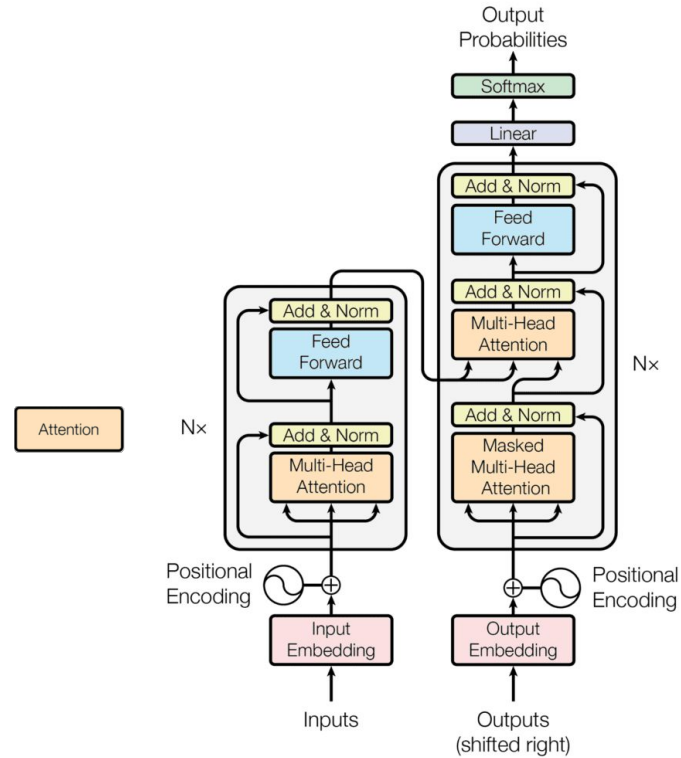 Output
Probabilities
Softmax
Linear
Add & Norm
Feed
Forward
Add & Norm
Multi-Head
Attention
Nx
Add & Norm
Masked
Multi-Head
Attention
Add & Norm
Feed
Forward
Nx
Add & Norm
Multi-Head
Attention
Attention
Positional
Encoding
Positional
Encoding
Input
Embedding
Output
Embedding
Inputs
Outputs
(shifted right)